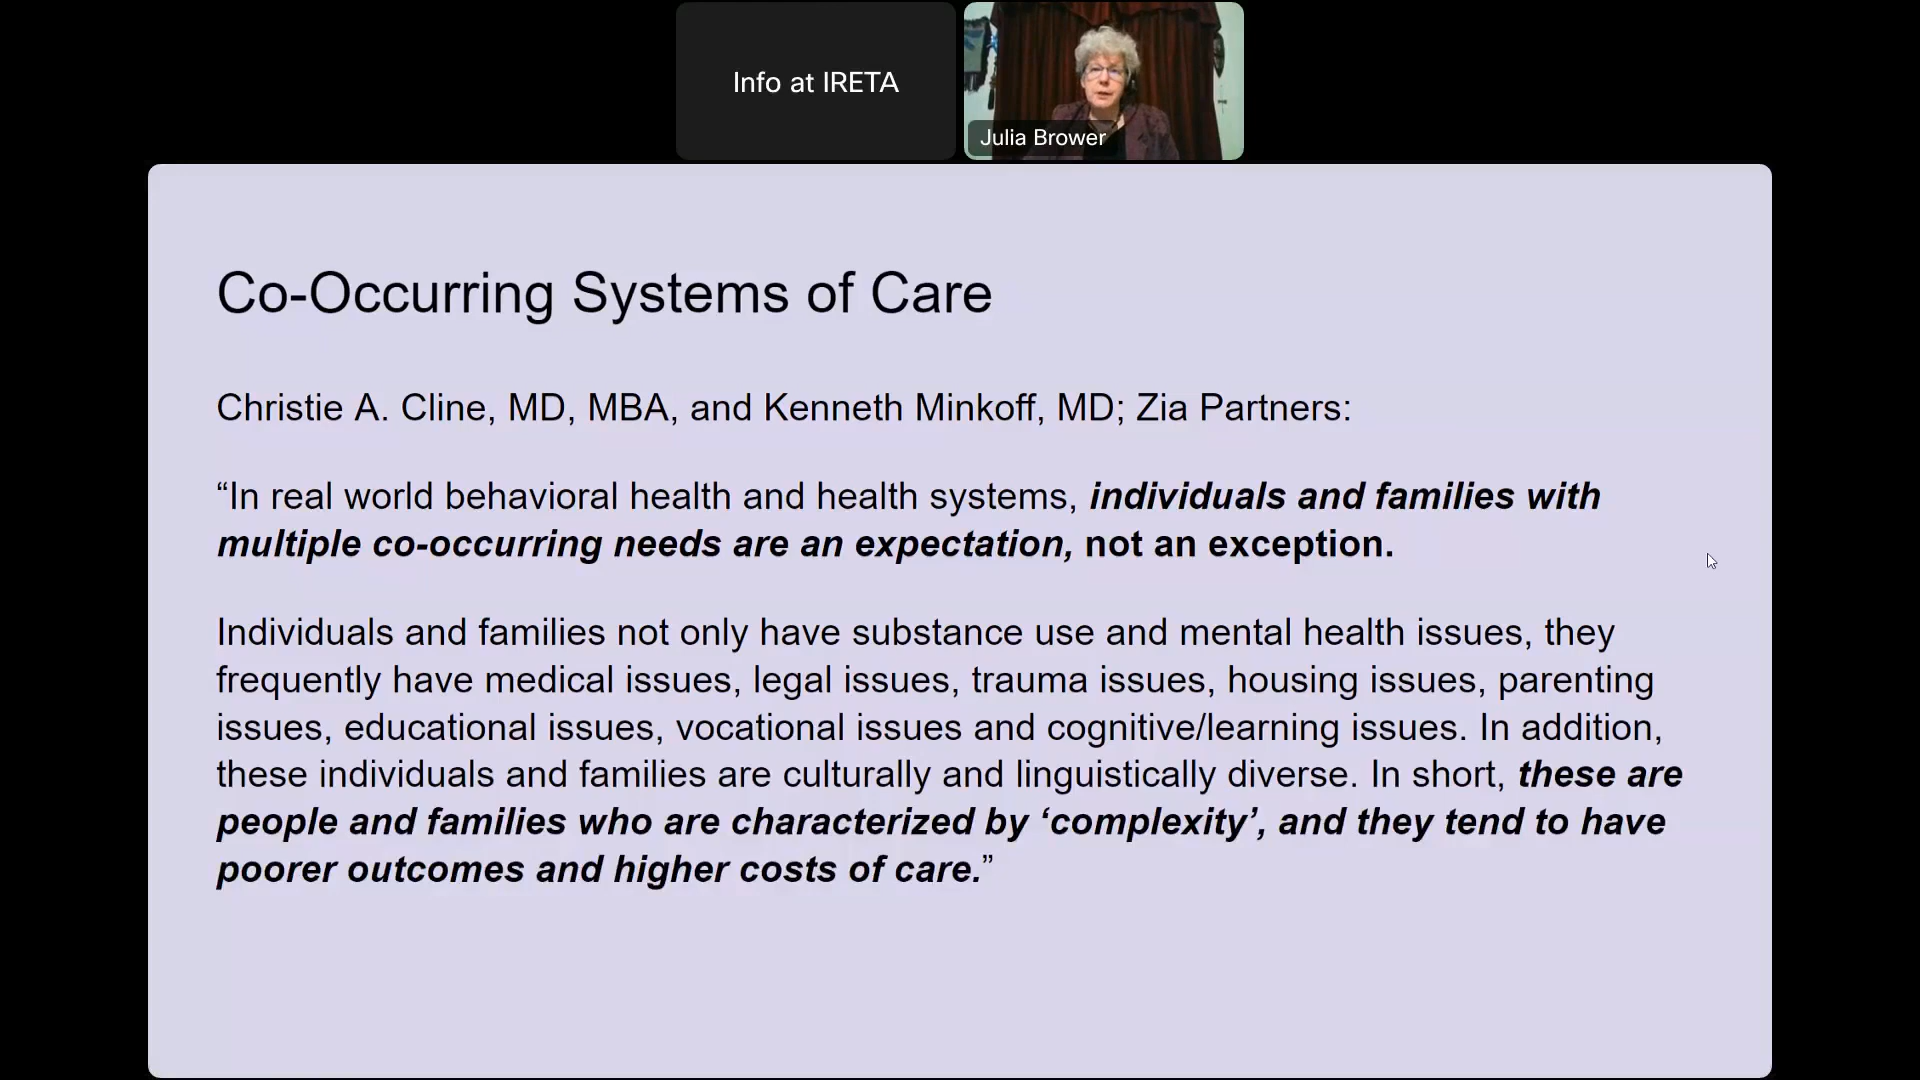 Info at IRETA
Julia Brower
Co-Occurring Systems of Care
Christie A. Cline, MD, MBA, and Kenneth Minkoff, MD; Zia Partners:
“In real world behavioral health and health systems, individuals and families with
multiple co-occurring needs are an expectation, not an exception.
Individuals and families not only have substance use and mental health issues, they
frequently have medical issues, legal issues, trauma issues, housing issues, parenting
issues, educational issues, vocational issues and cognitive/learning issues. In addition,
these individuals and families are culturally and linguistically diverse. In short, these are
people and families who are characterized by ‘complexity’, and they tend to have
poorer outcomes and higher costs of care.”